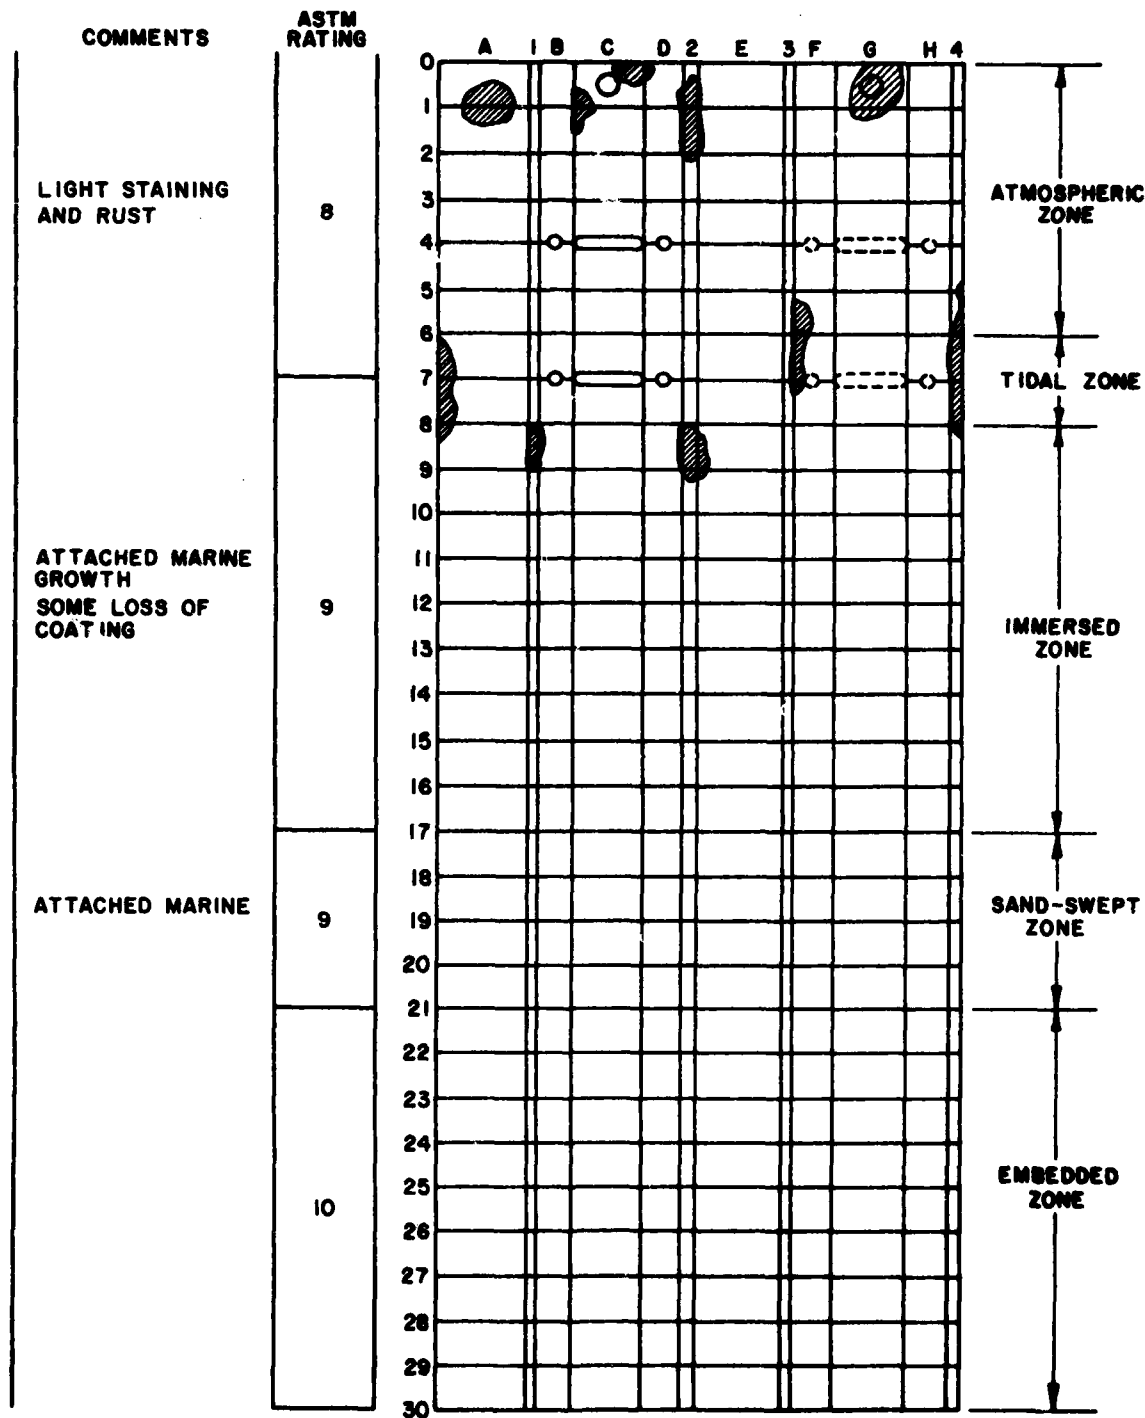 COMMENTS
ASTM
RATING
A 1 B C D 2 E 3 F G H 4
0
1
2
3
4
5
6
7
8
9
10
11
12
13
14
15
16
17
18
19
20
21
22
23
24
25
26
27
28
29
30
LIGHT STAINING
AND RUST
8
ATTACHED MARINE
GROWTH
SOME LOSS OF
COATING
9
ATTACHED MARINE
9
10
ATMOSPHERIC
ZONE
TIDAL ZONE
IMMERSED
ZONE
SAND-SWEPT
ZONE
EMBEDDED
ZONE